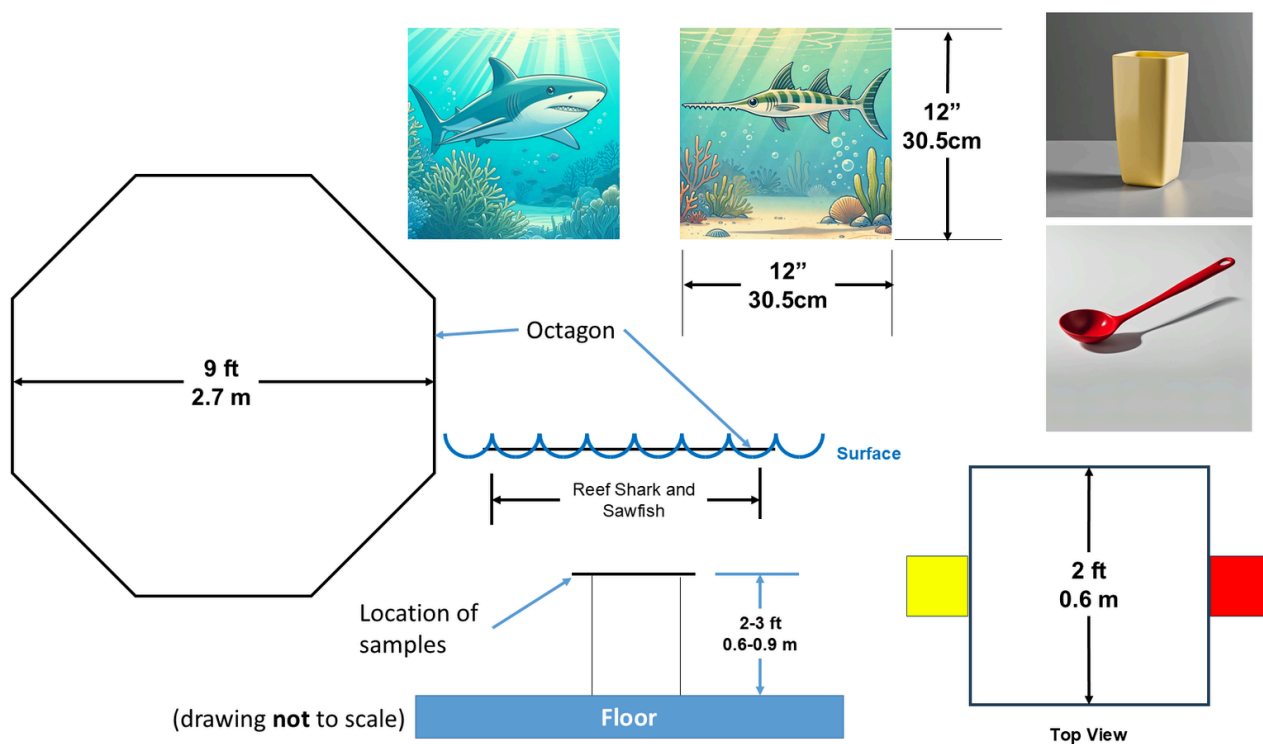 12”
30.5cm
12”
30.5cm
Octagon
9 ft
2.7 m
Surface
Reef Shark and
Sawfish
2 ft
0.6 m
Location of
samples
2-3 ft
0.6-0.9 m
(drawing not to scale)
Floor
Top View